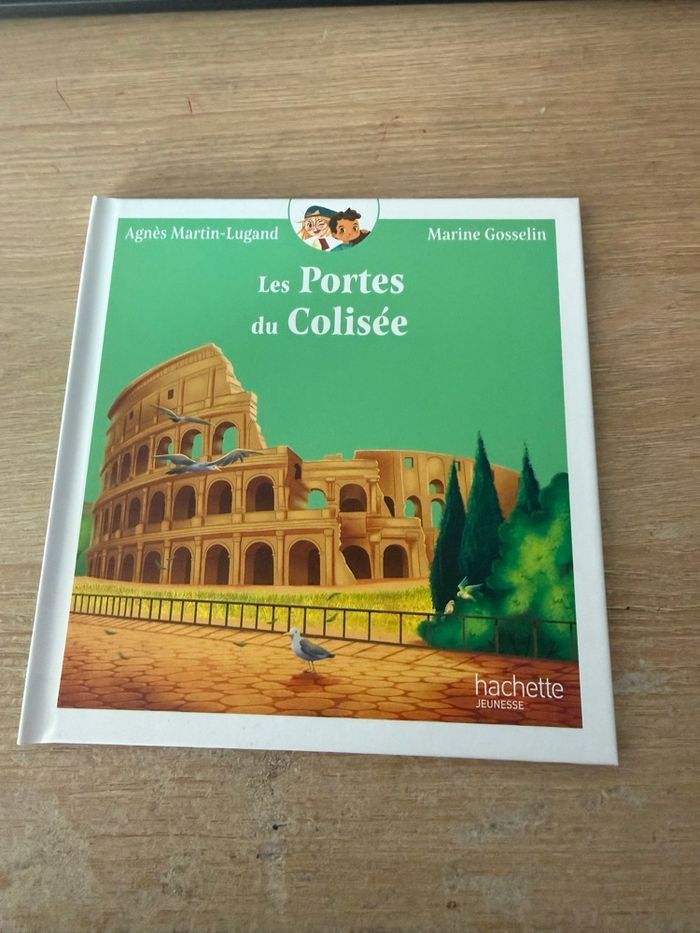 Agnès Martin-Lugand
Marine Gosselin
Les Portes
du Colisée
hachette
JEUNESSE